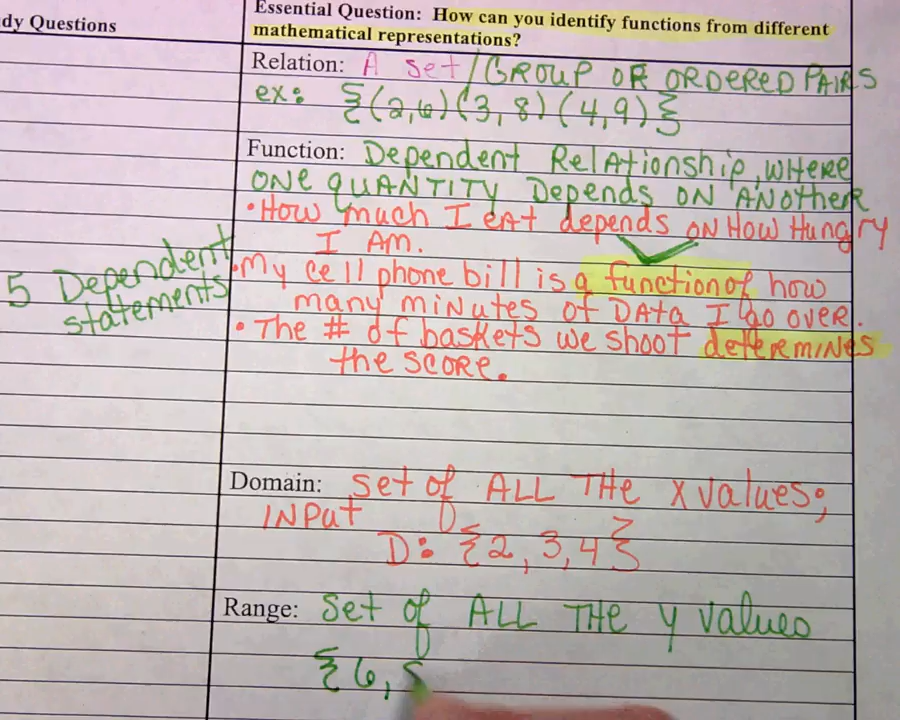 dy Questions
Essential Question: How can you identify functions from different
mathematical representations?
Relation: A set/GROUP OF ORDERED PAIRS
ex: {(2,6)(3,8)(4,9)}
Function: Dependent Relationship, WHERE
ONE QUANTITY Depends ON ANotheR
• How much I eat depends ON How Hungry
I AM.
5 Dependent
statements
• My cell phone bill is a function of how
many minutes of DAta I go over.
• The # of baskets we shoot determines
the score.
Domain: set of ALL THe x values;
INPut
D: {2,3,4}
Range: set of ALL THe y values
{6,